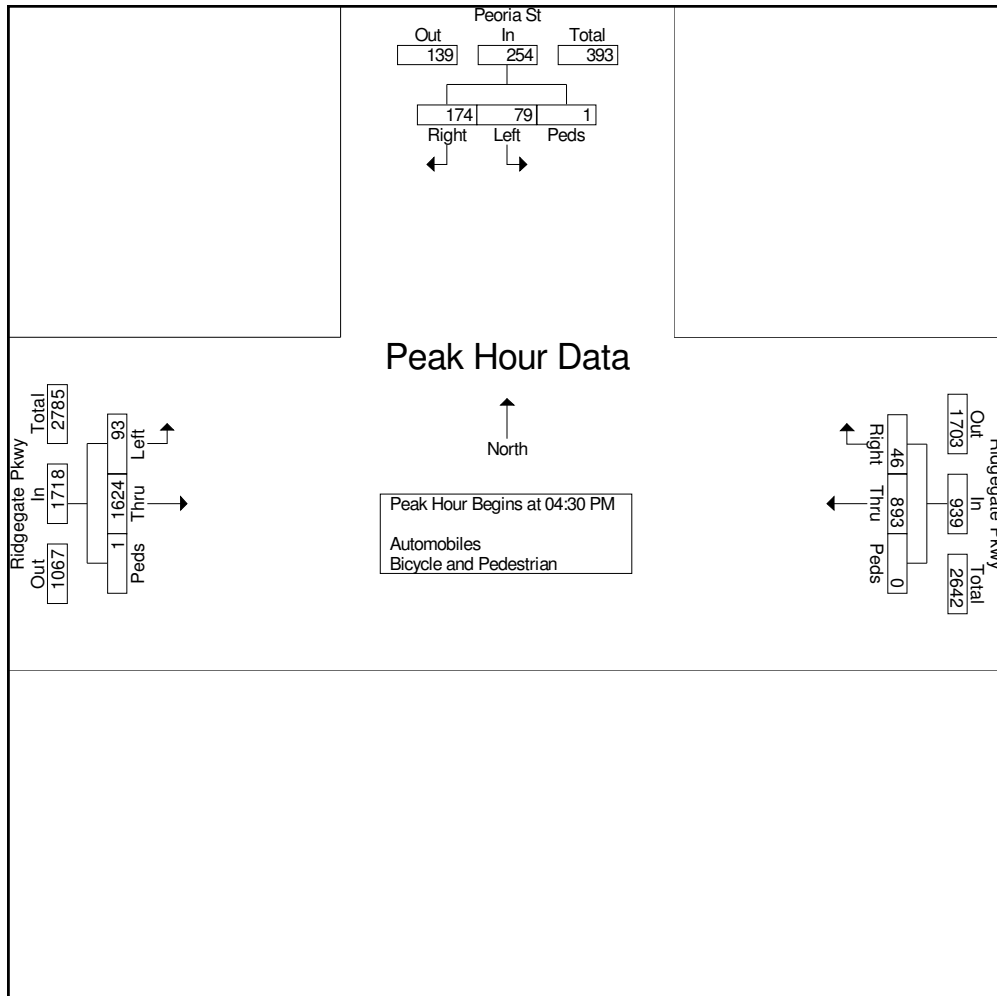 Peoria St
Out In Total
139 254 393
174 79 1
Right Left Peds
Peak Hour Data
North
Peak Hour Begins at 04:30 PM
Automobiles
Bicycle and Pedestrian
Ridgegate Pkwy
Out In Total
1067 1718 2785
Left Thru Peds
93 1624 1
Ridgegate Pkwy
Out In Total
1703 939 2642
Right Thru Peds
46 893 0